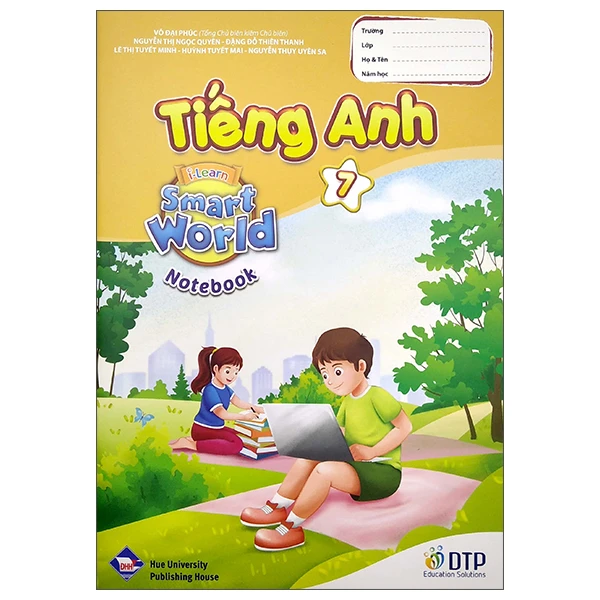 VÕ ĐẠI PHÚC (Tổng Chủ biên kiêm Chủ biên)
NGUYỄN THỊ NGỌC QUYÊN - ĐẶNG ĐỖ THIÊN THANH
LÊ THỊ TUYẾT MINH - HUỲNH TUYẾT MAI - NGUYỄN THUỴ UYÊN SA
Trường
Lớp
Họ & Tên
Năm học
Tiếng Anh
7
i-Learn
Smart
World
Notebook
DHH
Hue University
Publishing House
DTP
Education Solutions